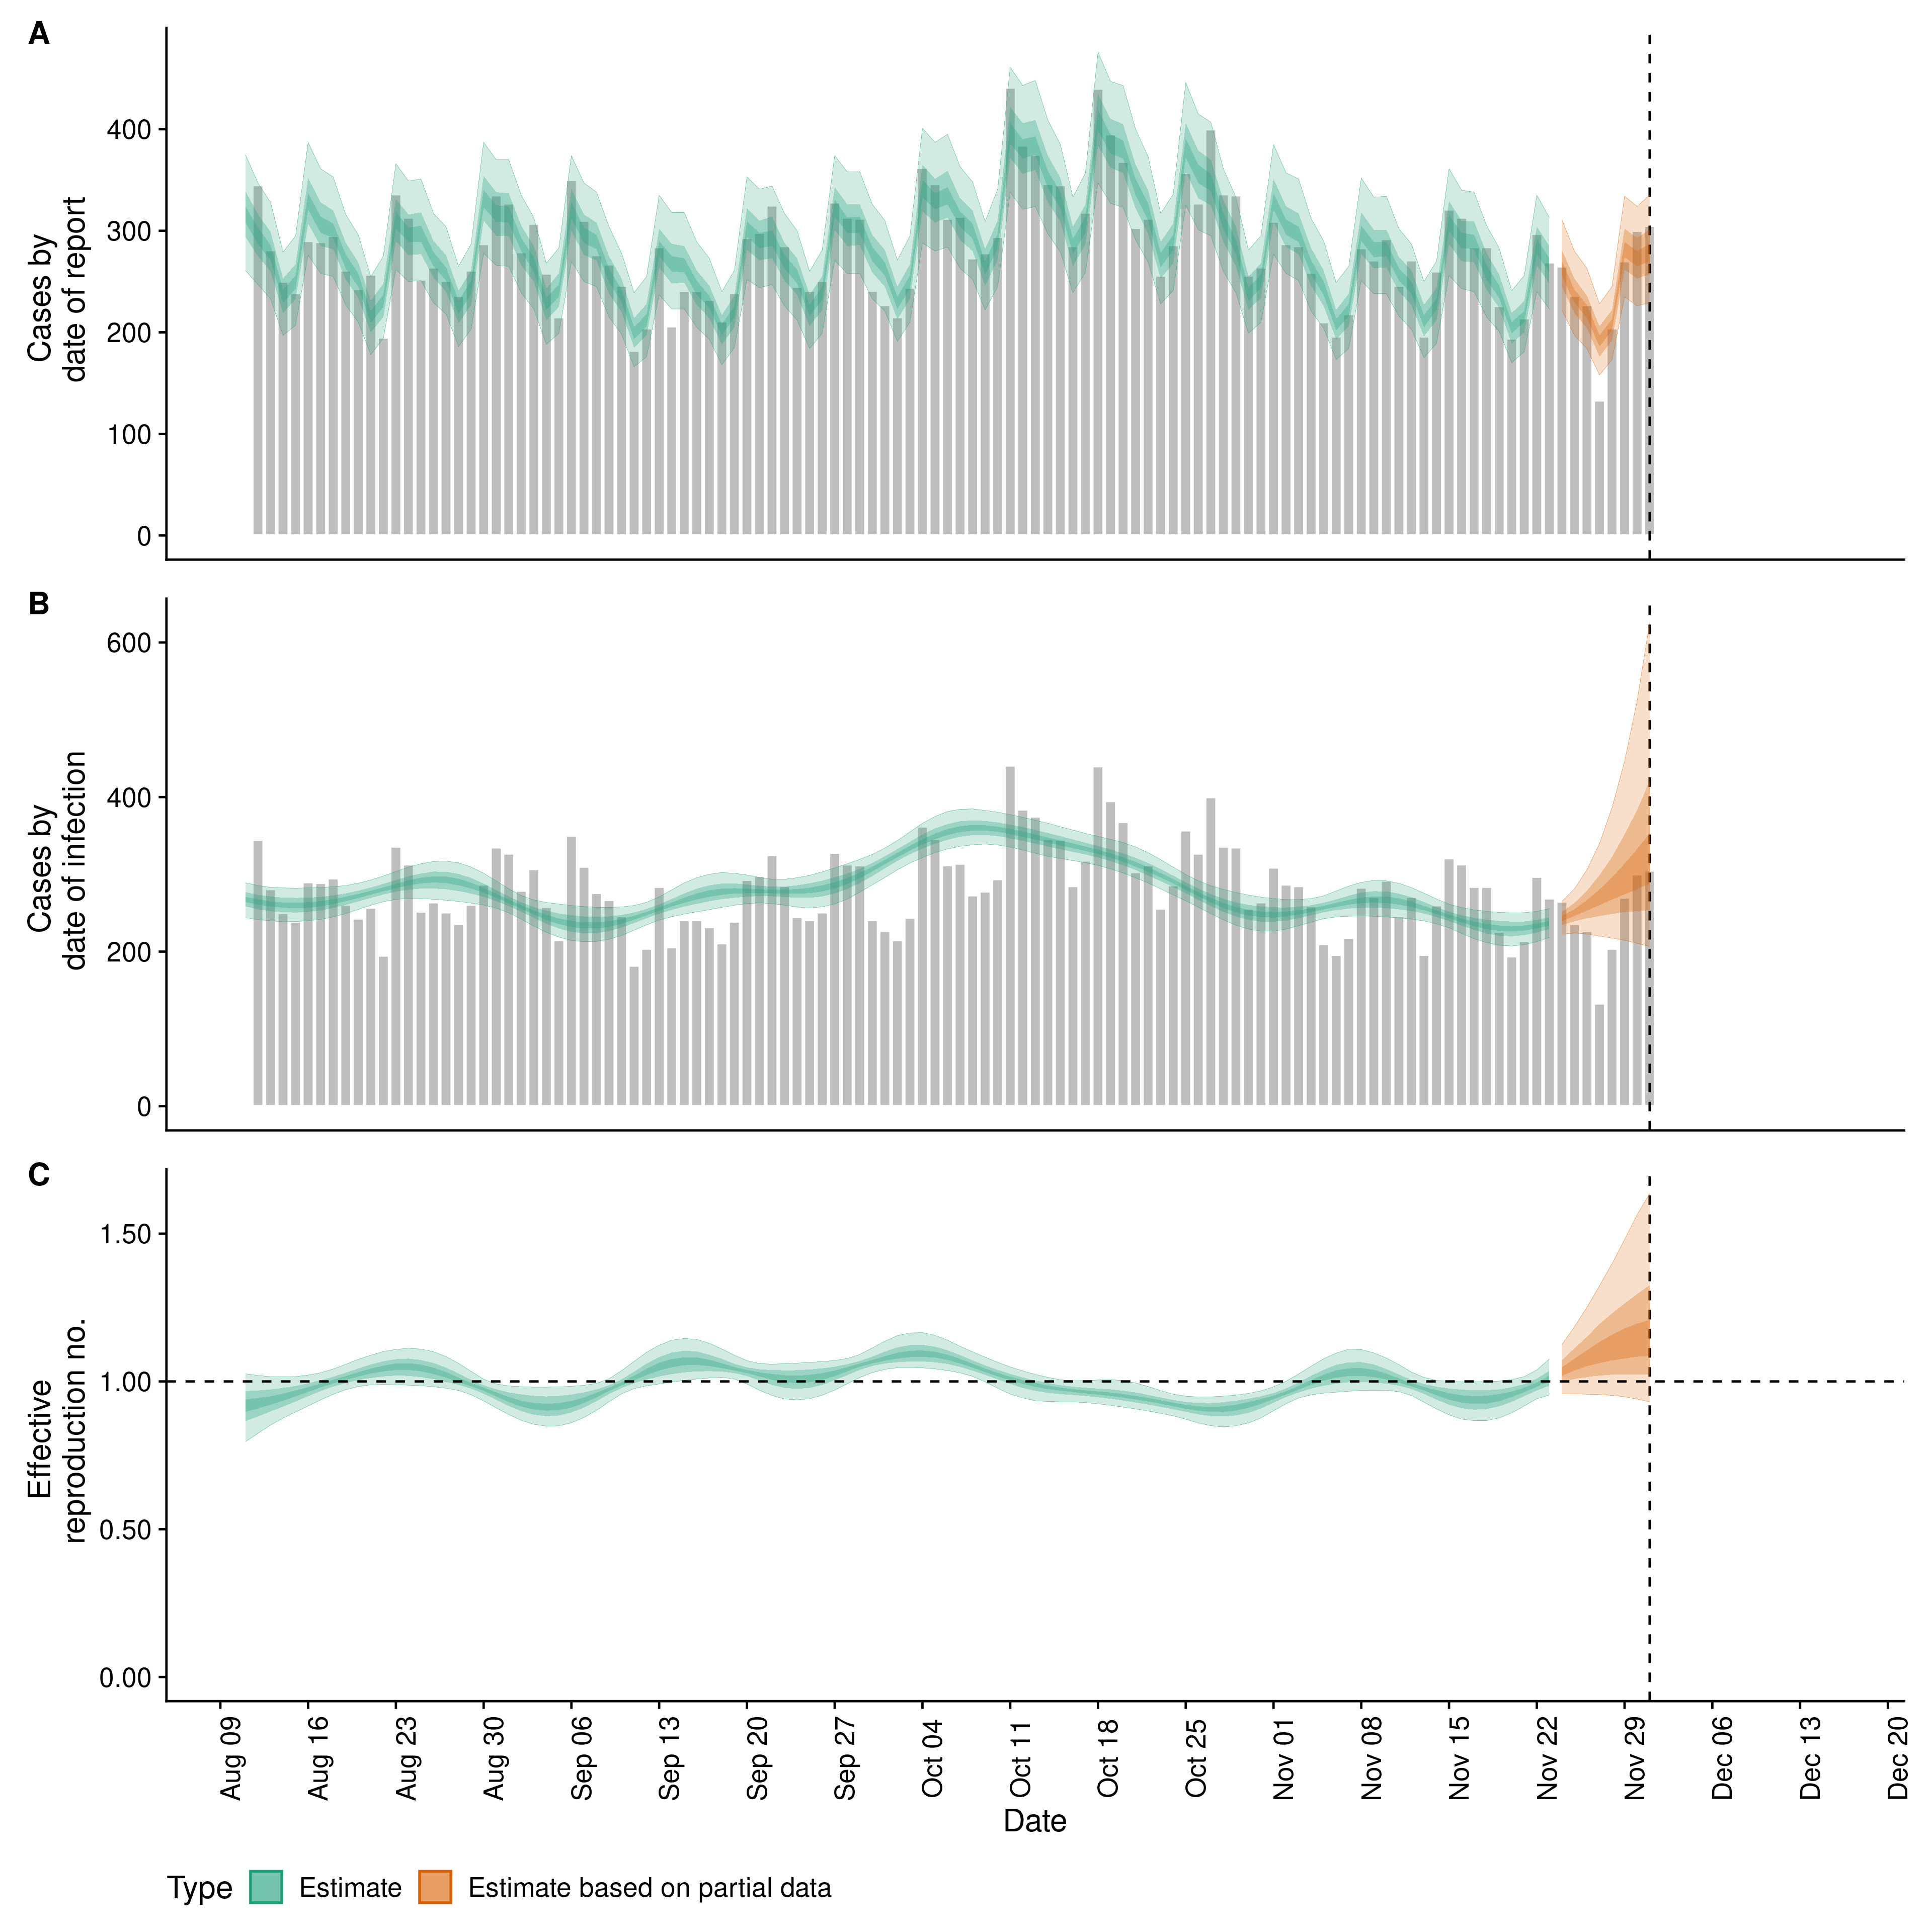 A
Cases by
date of report
400
300
200
100
0
B
Cases by
date of infection
600
400
200
0
C
Effective
reproduction no.
1.50
1.00
0.50
0.00
Aug 09
Aug 16
Aug 23
Aug 30
Sep 06
Sep 13
Sep 20
Sep 27
Oct 04
Oct 11
Oct 18
Oct 25
Nov 01
Nov 08
Nov 15
Nov 22
Nov 29
Dec 06
Dec 13
Dec 20
Date
Type Estimate Estimate based on partial data